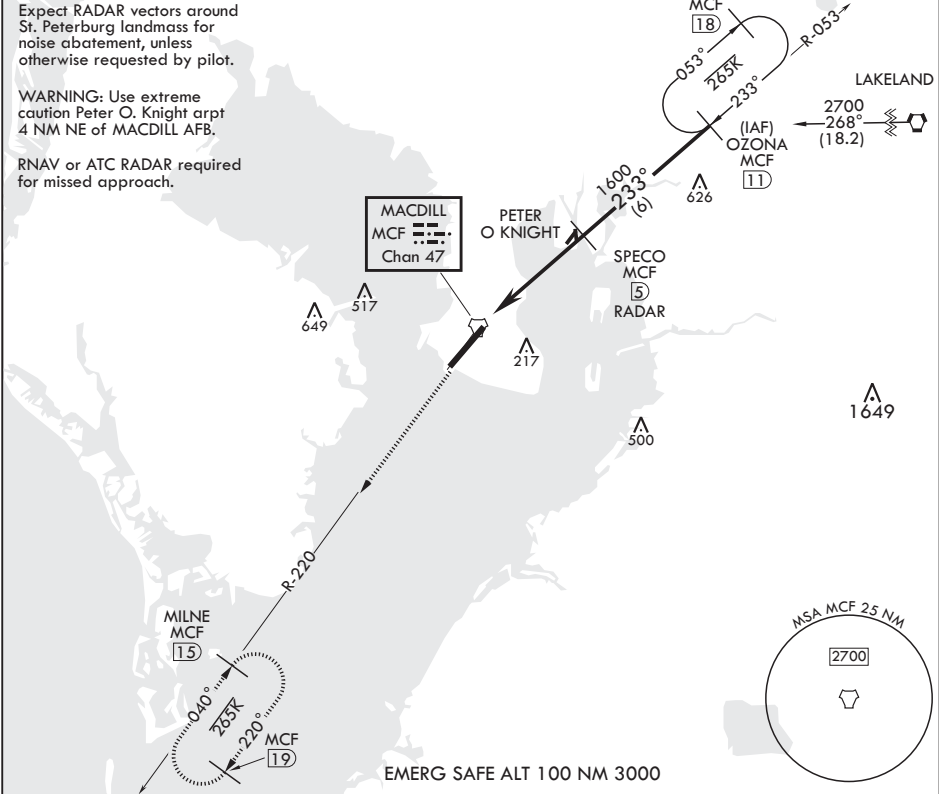 Expect RADAR vectors around
St. Peterburg landmass for
noise abatement, unless
otherwise requested by pilot.
WARNING: Use extreme
caution Peter O. Knight arpt
4 NM NE of MACDILL AFB.
RNAV or ATC RADAR required
for missed approach.
MCF
18
R-053
053°
265K
233°
LAKELAND
2700
268°
(18.2)
(IAF)
OZONA
MCF
11
1600
233°
(6)
626
MACDILL
MCF
Chan 47
PETER
O KNIGHT
SPECO
MCF
5
RADAR
649
517
217
1649
500
R-220
MILNE
MCF
15
040°
265K
220°
MCF
19
MSA MCF 25 NM
2700
EMERG SAFE ALT 100 NM 3000